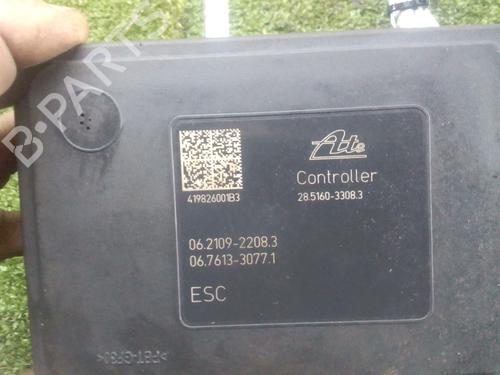 B-PARTS
Ate
Controller
419826001B3
28.5160-3308.3
06.2109-2208.3
06.7613-3077.1
ESC